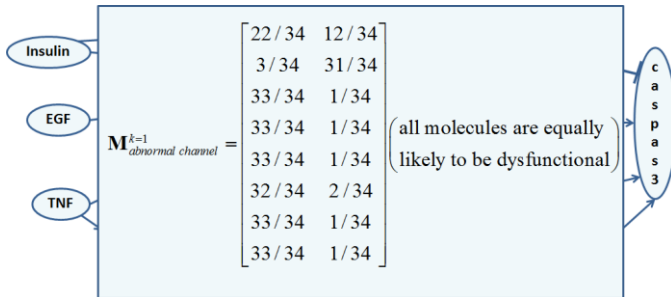 Insulin
EGF
TNF
M^{k=1}_{abnormal channel} =
22/34 12/34
3/34 31/34
33/34 1/34
33/34 1/34
33/34 1/34
32/34 2/34
33/34 1/34
33/34 1/34
(all molecules are equally
likely to be dysfunctional)
c
a
s
p
a
s
3